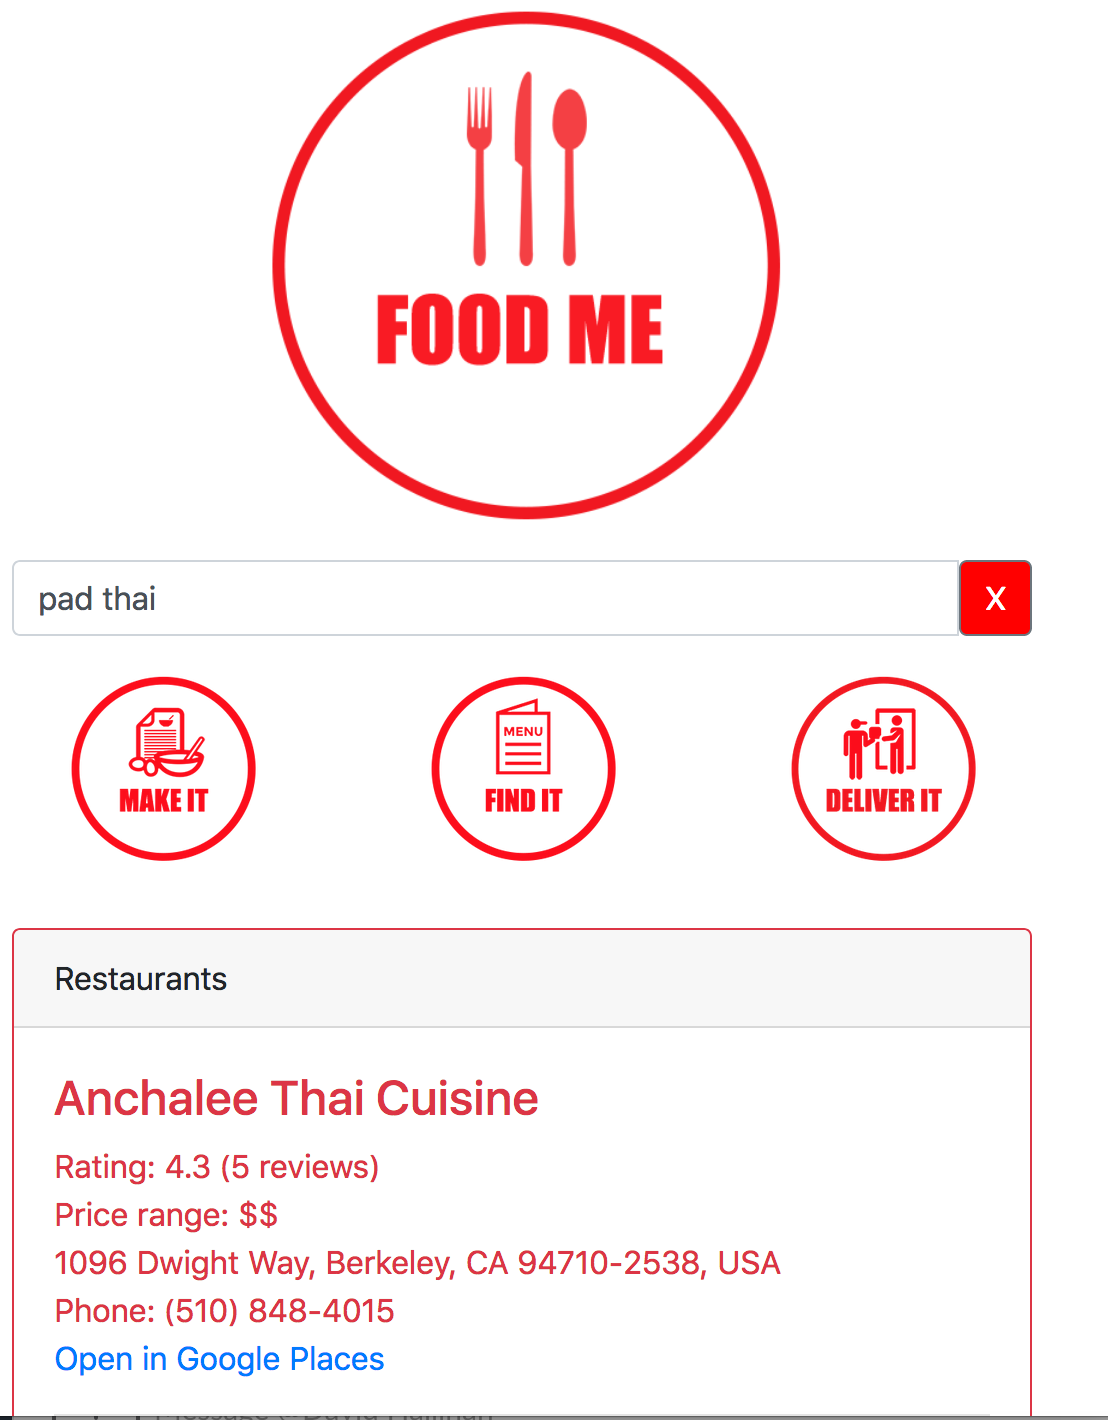 FOOD ME
pad thai
X
MAKE IT
MENU
FIND IT
DELIVER IT
Restaurants
Anchalee Thai Cuisine
Rating: 4.3 (5 reviews)
Price range: $$
1096 Dwight Way, Berkeley, CA 94710-2538, USA
Phone: (510) 848-4015
Open in Google Places